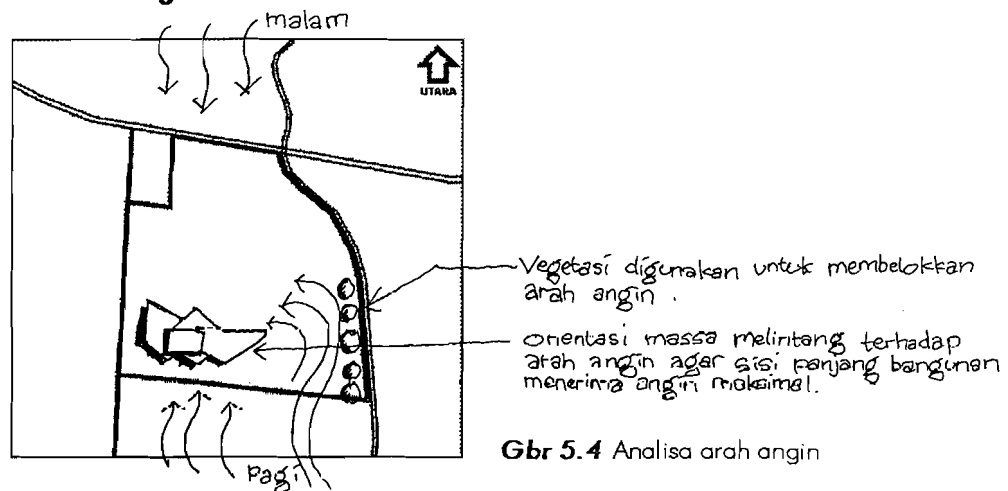 malam
UTARA
Vegetasi digunakan untuk membelokkan
arah angin .
orientasi massa melintang terhadap
arah angin agar sisi panjang bangunan
menerima angin maksimal.
Gbr 5.4 Analisa arah angin
Pagi